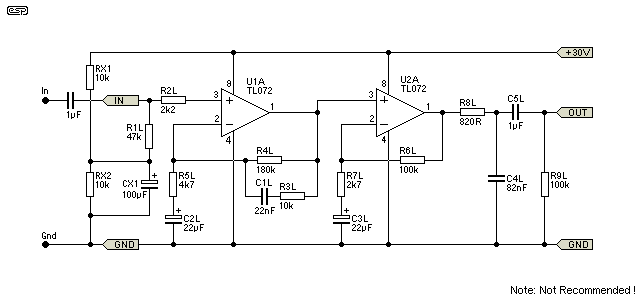 esp
+30V
RX1
10k
U1A
TL072
U2A
TL072
8
8
In
1µF
IN
R2L
2k2
3
+
1
2
-
4
3
+
1
2
-
4
R8L
820R
C5L
1µF
OUT
R1L
47k
RX2
10k
CX1
100µF
+
R5L
4k7
R4L
180k
C1L
22nF
R3L
10k
R7L
2k7
R6L
100k
C4L
82nF
R9L
100k
+
C2L
22µF
+
C3L
22µF
Gnd
GND
GND
Note: Not Recommended !